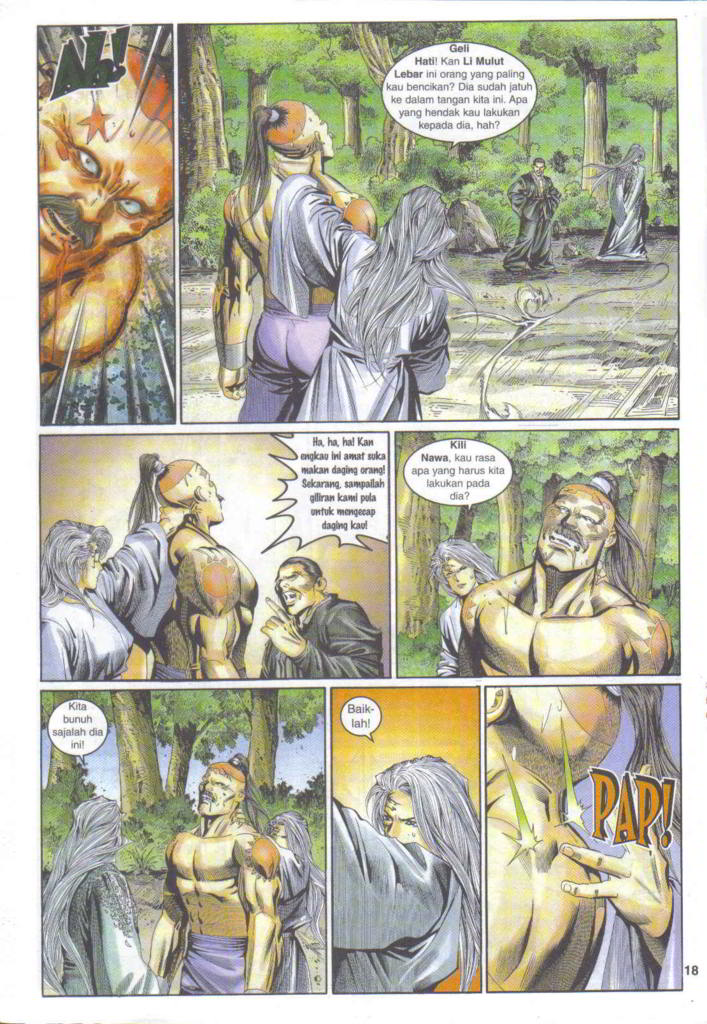 Ah!
Geli
Hati! Kan Li Mulut
Lebar ini orang yang paling
kau bencikan? Dia sudah jatuh
ke dalam tangan kita ini. Apa
yang hendak kau lakukan
kepada dia, hah?
Ha, ha, ha! Kan
engkau ini amat suka
makan daging orang!
Sekarang, sampailah
giliran kami pula
untuk mengecap
daging kau!
Kili
Nawa, kau rasa
apa yang harus kita
lakukan pada
dia?
Kita
bunuh
sajalah dia
ini!
Baik-
lah!
PAP!
18